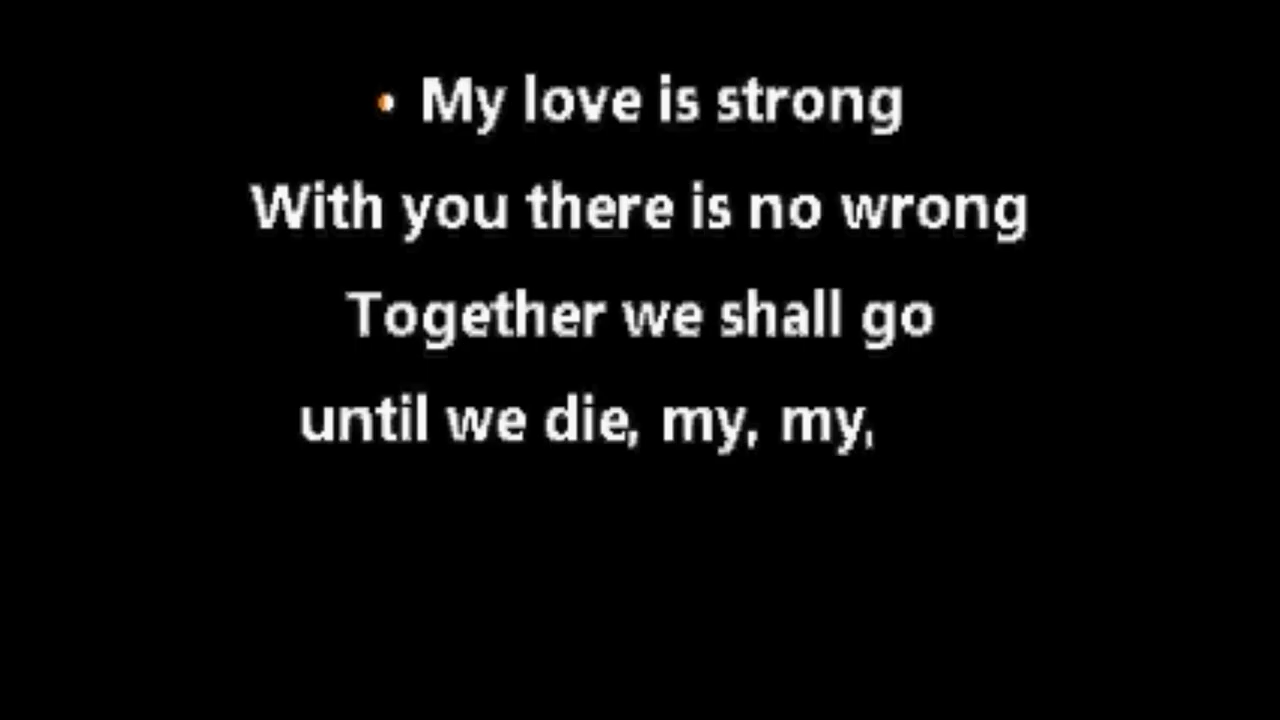 • My love is strong
With you there is no wrong
Together we shall go
until we die, my, my,